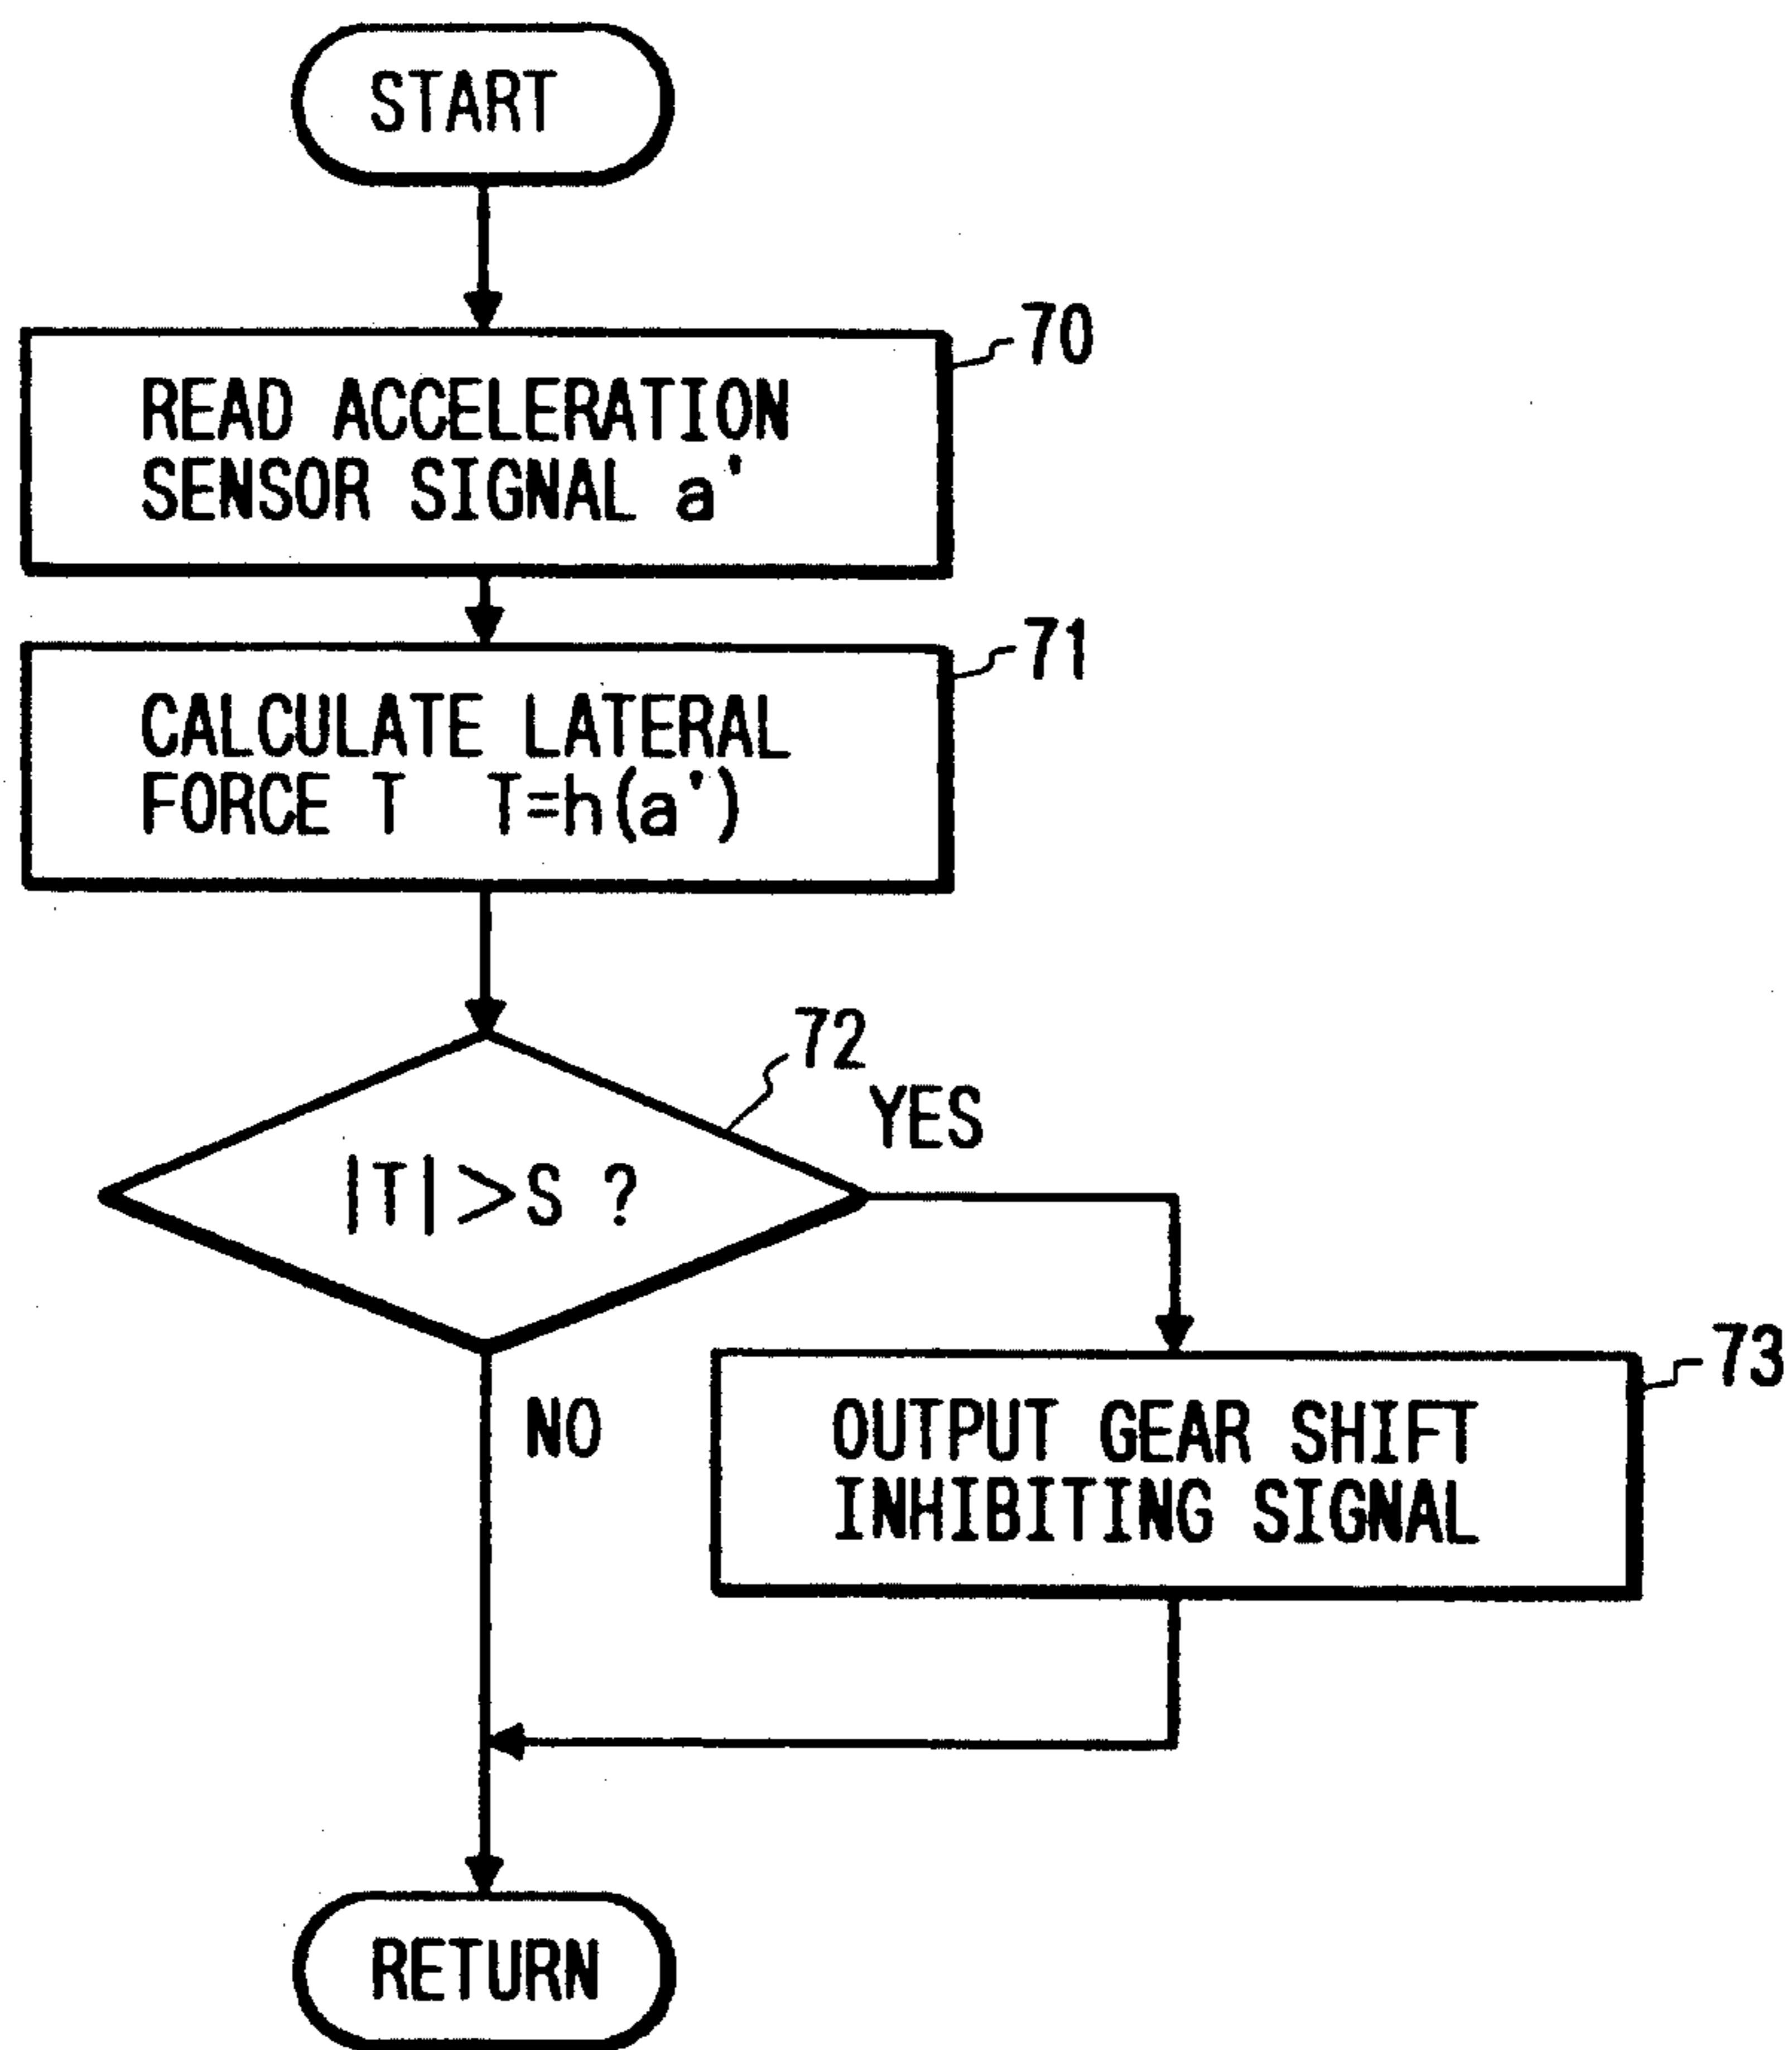 START
70
READ ACCELERATION
SENSOR SIGNAL a'
71
CALCULATE LATERAL
FORCE T T=h(a')
72
YES
|T|>S ?
73
NO
OUTPUT GEAR SHIFT
INHIBITING SIGNAL
RETURN